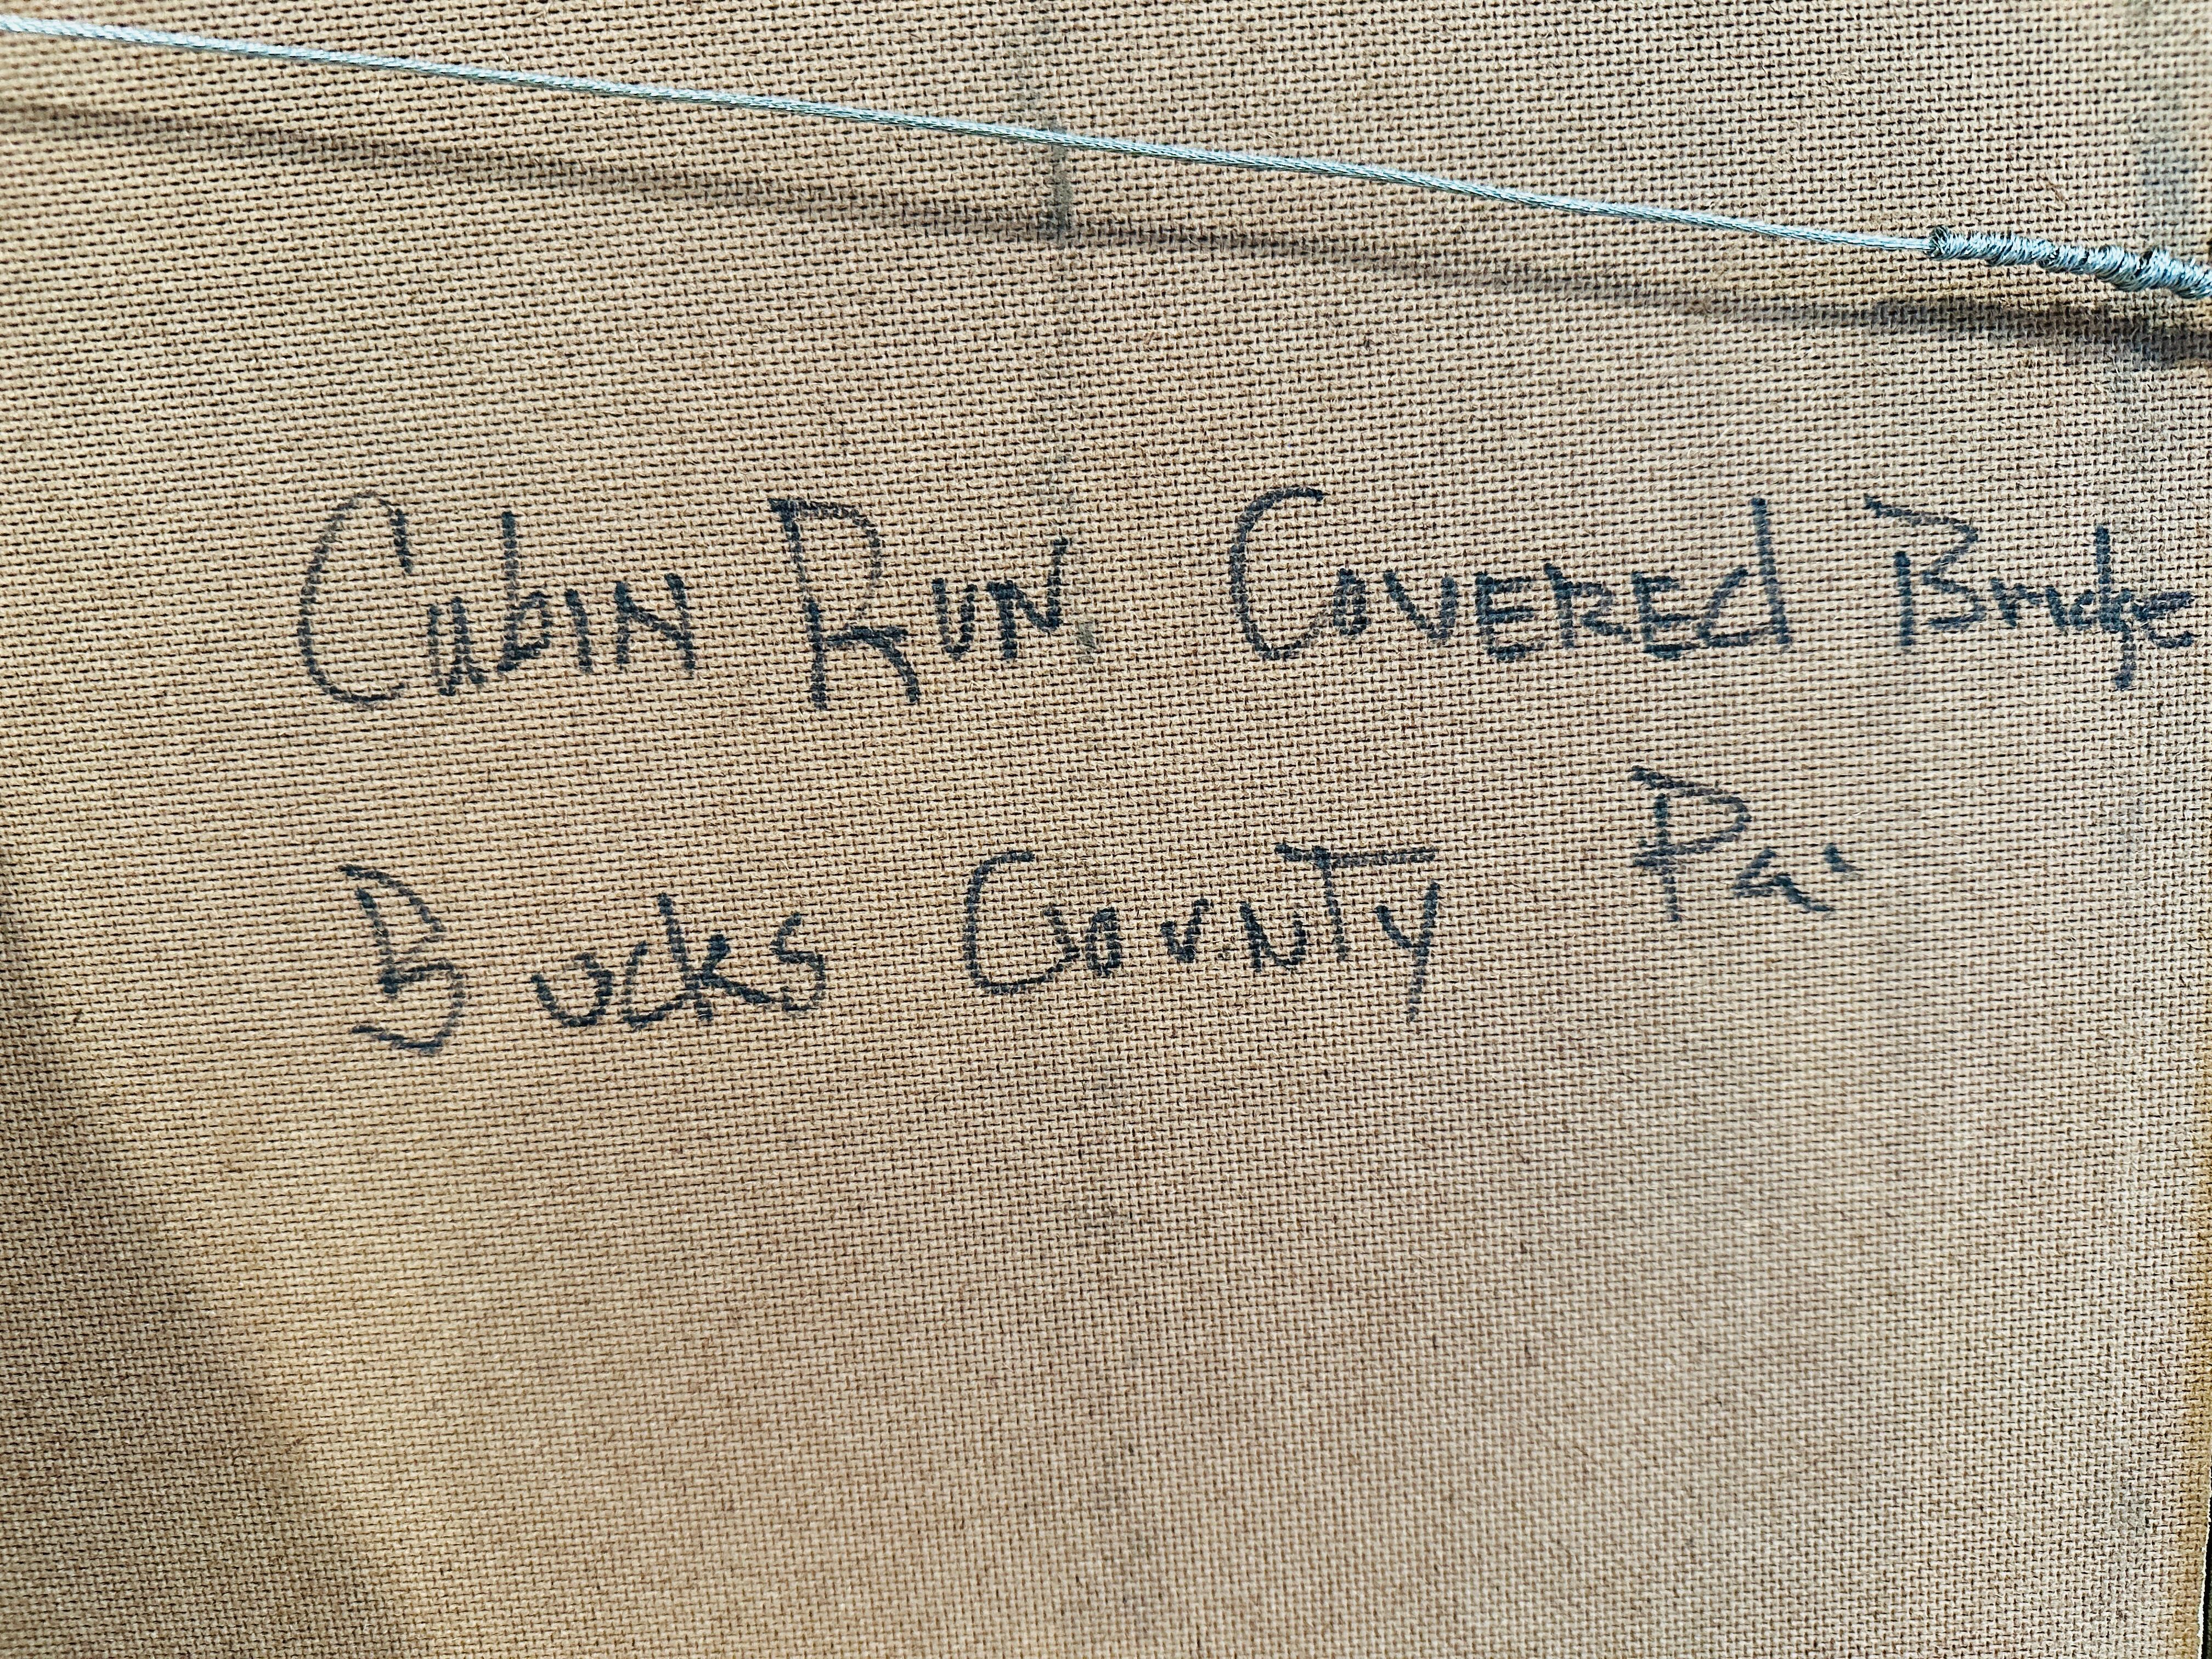 Cabin Run Covered Bridge
Bucks County Pa.